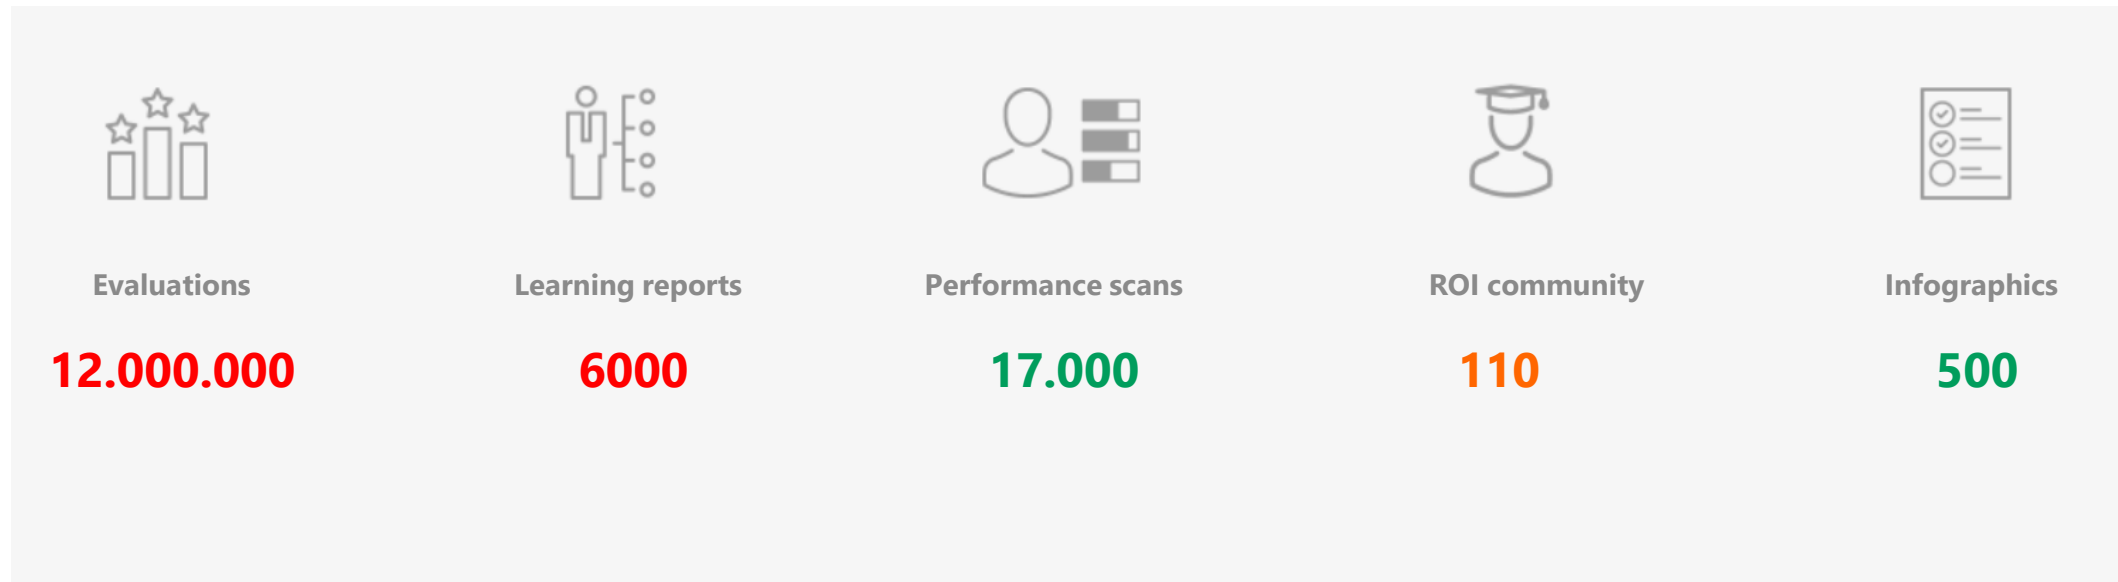 Evaluations
Learning reports
Performance scans
ROI community
Infographics
12.000.000
6000
17.000
110
500